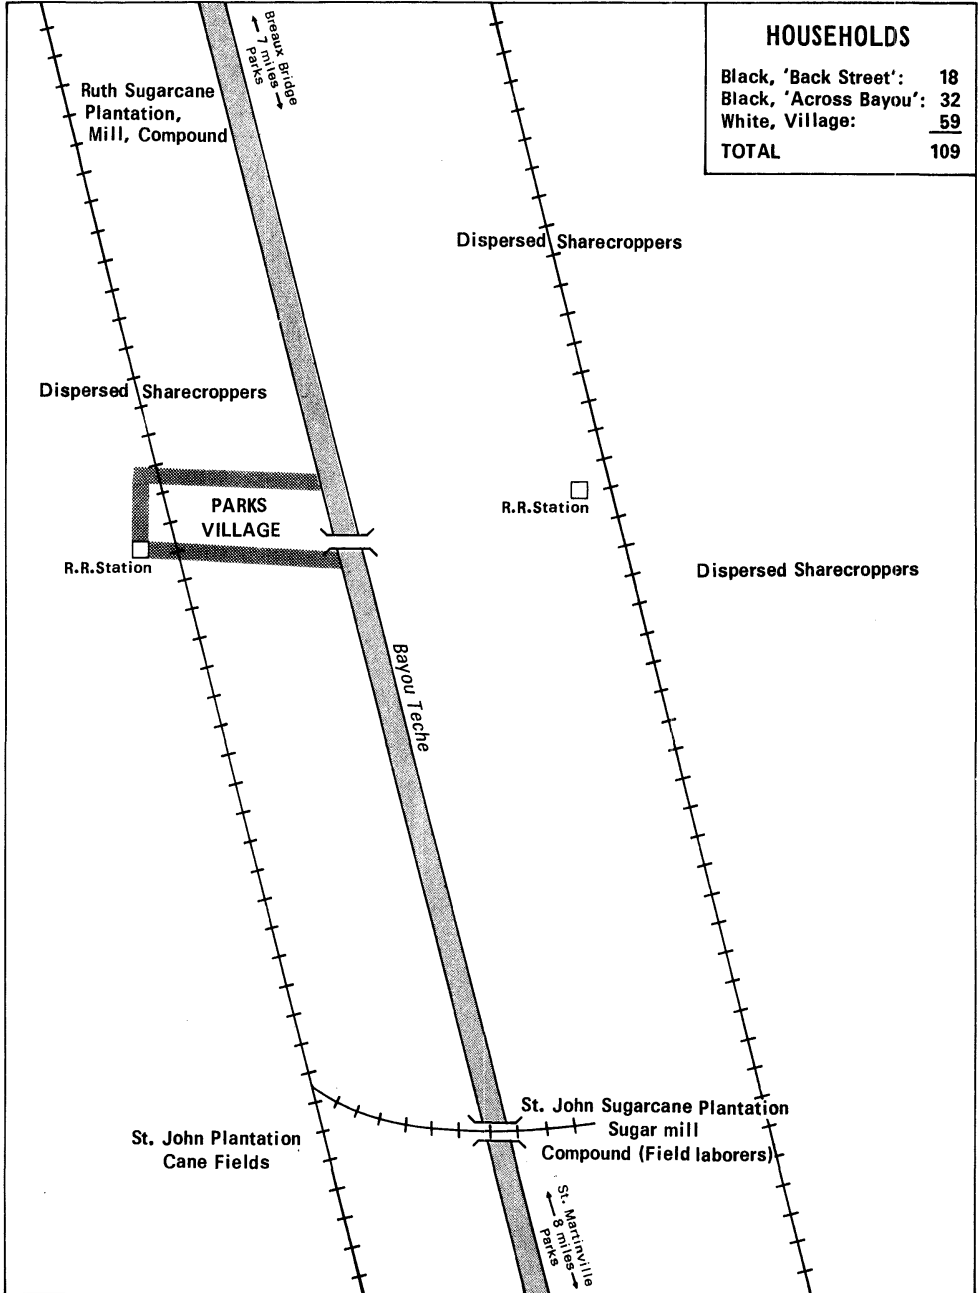 HOUSEHOLDS
Black, 'Back Street': 18
Black, 'Across Bayou': 32
White, Village: 59
TOTAL 109
Breaux Bridge
7 miles
Parks
Ruth Sugarcane
Plantation,
Mill, Compound
Dispersed Sharecroppers
Dispersed Sharecroppers
PARKS
VILLAGE
R.R.Station
R.R.Station
Dispersed Sharecroppers
Bayou Teche
St. John Sugarcane Plantation
Sugar mill
Compound (Field laborers)
St. John Plantation
Cane Fields
St. Martinville
8 miles
Parks